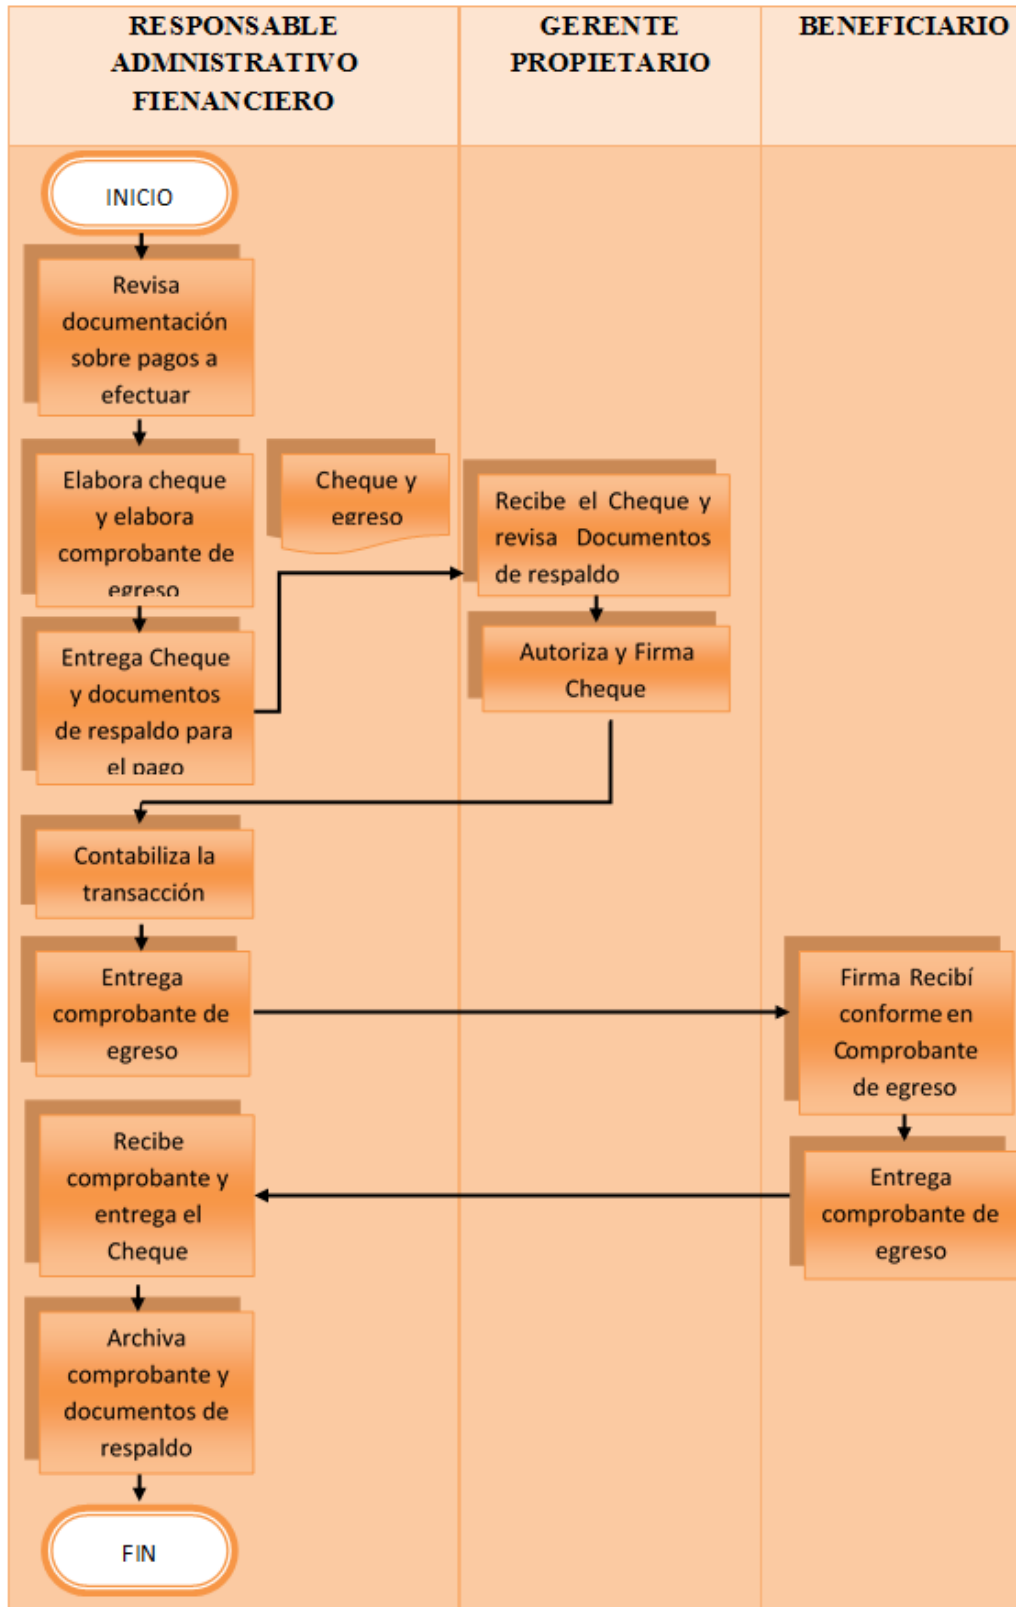 RESPONSABLE
ADMNISTRATIVO
FIENANCIERO
GERENTE
PROPIETARIO
BENEFICIARIO
INICIO
Revisa
documentación
sobre pagos a
efectuar
Elabora cheque
y elabora
comprobante de
egreso
Cheque y
egreso
Recibe el Cheque y
revisa Documentos
de respaldo
Entrega Cheque
y documentos
de respaldo para
el pago
Autoriza y Firma
Cheque
Contabiliza la
transacción
Entrega
comprobante de
egreso
Firma Recibí
conforme en
Comprobante
de egreso
Entrega
comprobante de
egreso
Recibe
comprobante y
entrega el
Cheque
Archiva
comprobante y
documentos de
respaldo
FIN